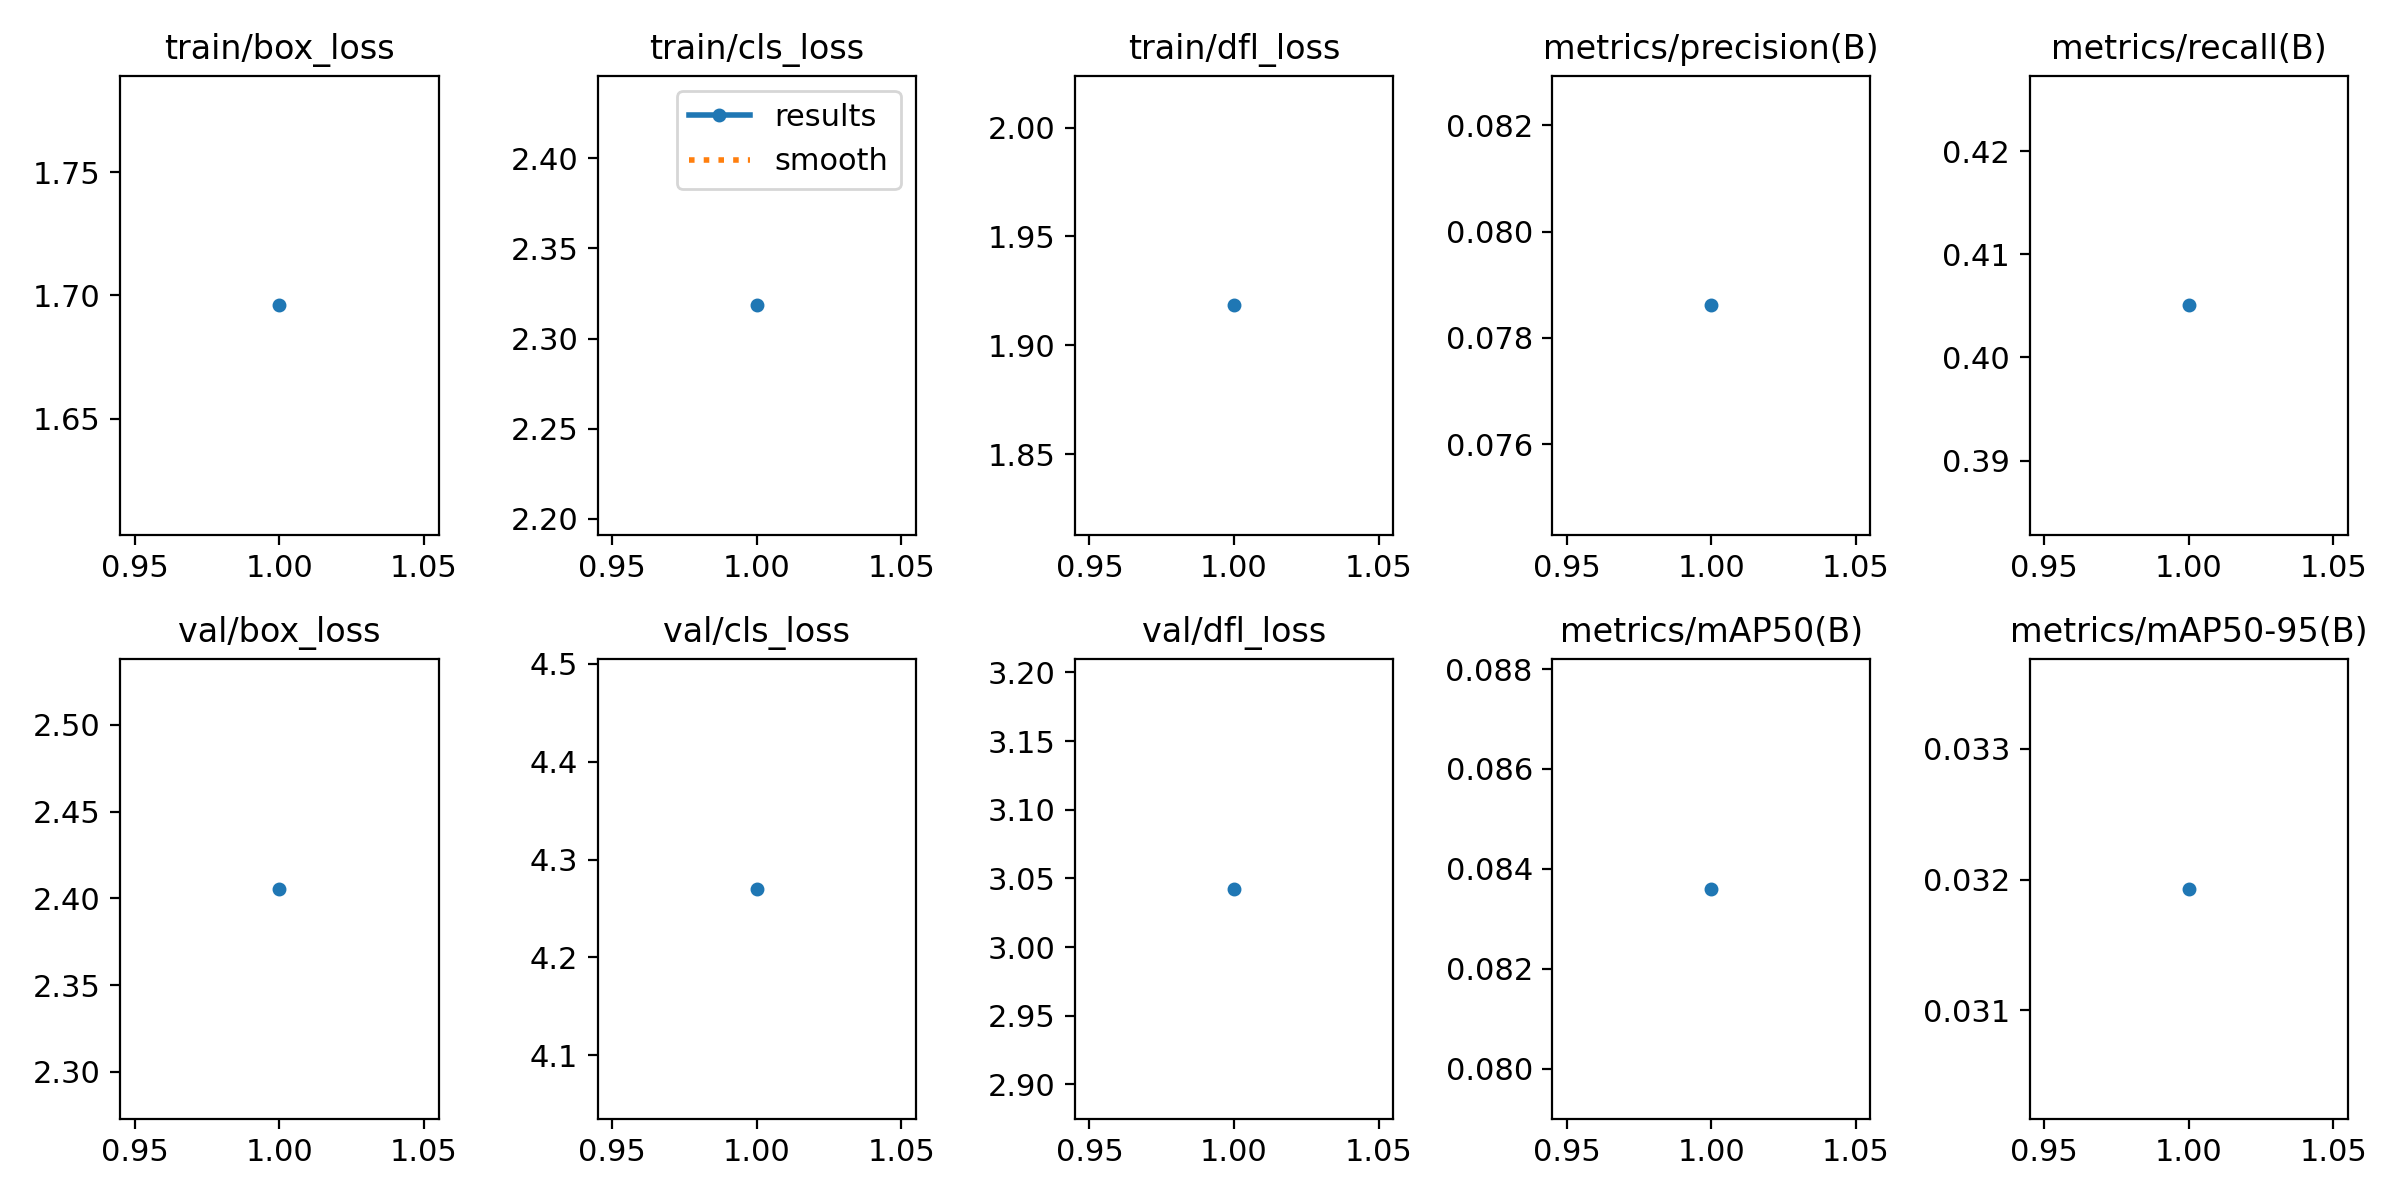 train/box_loss
1.75
1.70
1.65
0.95 1.00 1.05
train/cls_loss
results
smooth
2.40
2.35
2.30
2.25
2.20
0.95 1.00 1.05
train/dfl_loss
2.00
1.95
1.90
1.85
0.95 1.00 1.05
metrics/precision(B)
0.082
0.080
0.078
0.076
0.95 1.00 1.05
metrics/recall(B)
0.42
0.41
0.40
0.39
0.95 1.00 1.05
val/box_loss
2.50
2.45
2.40
2.35
2.30
0.95 1.00 1.05
val/cls_loss
4.5
4.4
4.3
4.2
4.1
0.95 1.00 1.05
val/dfl_loss
3.20
3.15
3.10
3.05
3.00
2.95
2.90
0.95 1.00 1.05
metrics/mAP50(B)
0.088
0.086
0.084
0.082
0.080
0.95 1.00 1.05
metrics/mAP50-95(B)
0.033
0.032
0.031
0.95 1.00 1.05